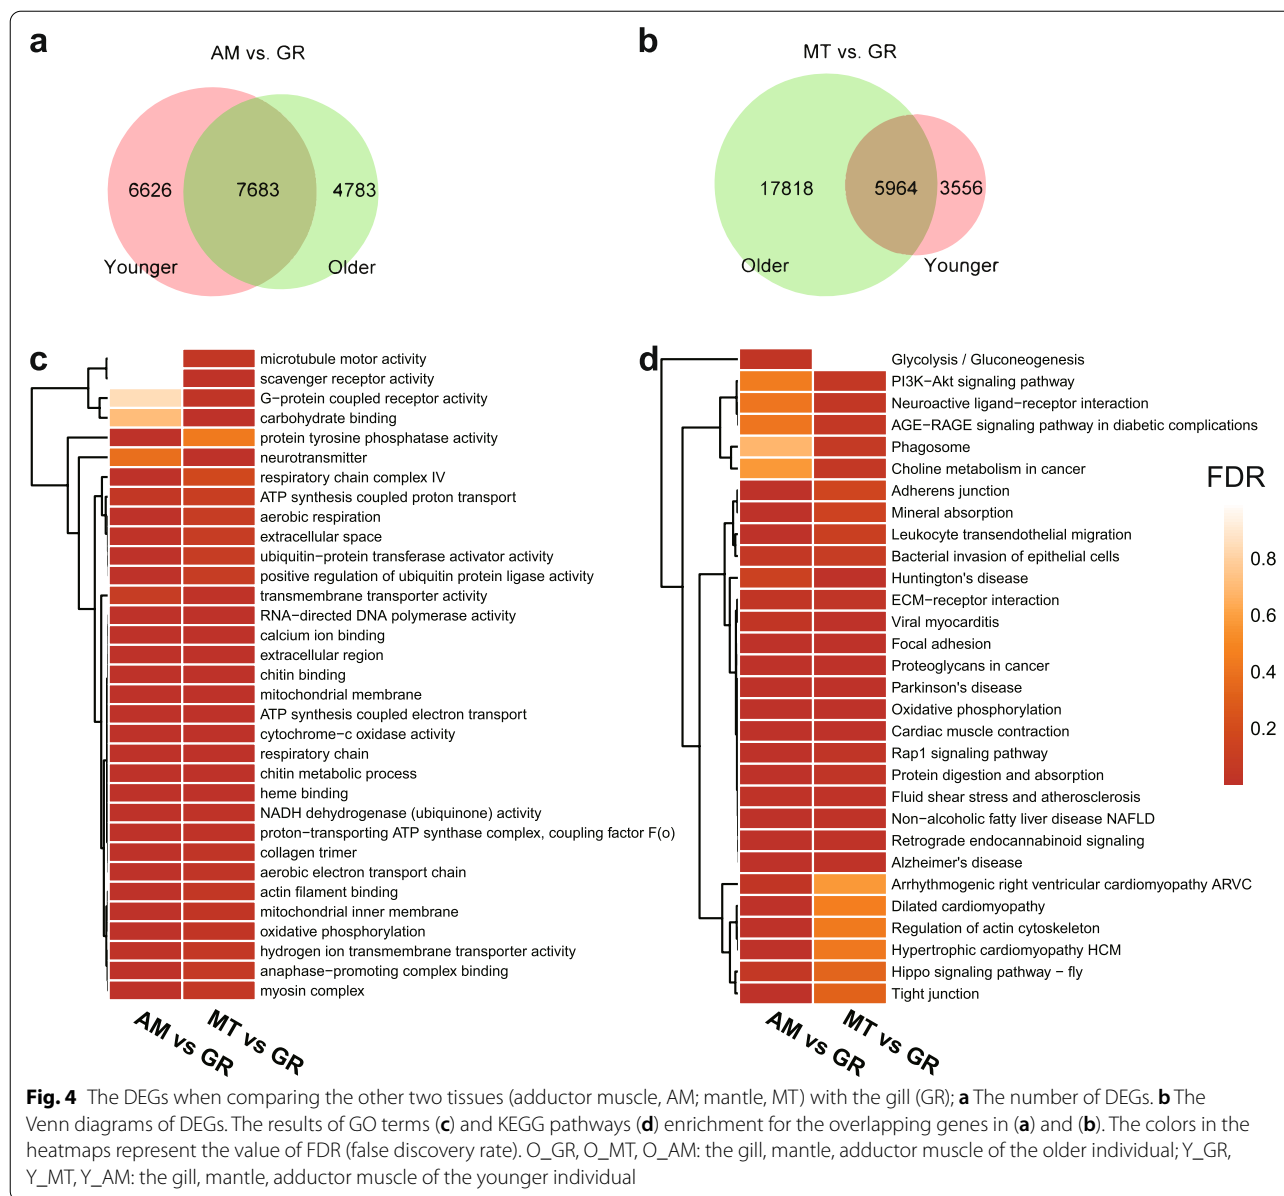 a
AM vs. GR
6626
7683
4783
Younger
Older
b
MT vs. GR
17818
5964
3556
Older
Younger
c
microtubule motor activity
scavenger receptor activity
G−protein coupled receptor activity
carbohydrate binding
protein tyrosine phosphatase activity
neurotransmitter
respiratory chain complex IV
ATP synthesis coupled proton transport
aerobic respiration
extracellular space
ubiquitin−protein transferase activator activity
positive regulation of ubiquitin protein ligase activity
transmembrane transporter activity
RNA−directed DNA polymerase activity
calcium ion binding
extracellular region
chitin binding
mitochondrial membrane
ATP synthesis coupled electron transport
cytochrome−c oxidase activity
respiratory chain
chitin metabolic process
heme binding
NADH dehydrogenase (ubiquinone) activity
proton−transporting ATP synthase complex, coupling factor F(o)
collagen trimer
aerobic electron transport chain
actin filament binding
mitochondrial inner membrane
oxidative phosphorylation
hydrogen ion transmembrane transporter activity
anaphase−promoting complex binding
myosin complex
AM vs GR
MT vs GR
d
Glycolysis / Gluconeogenesis
PI3K−Akt signaling pathway
Neuroactive ligand−receptor interaction
AGE−RAGE signaling pathway in diabetic complications
Phagosome
Choline metabolism in cancer
Adherens junction
Mineral absorption
Leukocyte transendothelial migration
Bacterial invasion of epithelial cells
Huntington's disease
ECM−receptor interaction
Viral myocarditis
Focal adhesion
Proteoglycans in cancer
Parkinson's disease
Oxidative phosphorylation
Cardiac muscle contraction
Rap1 signaling pathway
Protein digestion and absorption
Fluid shear stress and atherosclerosis
Non−alcoholic fatty liver disease NAFLD
Retrograde endocannabinoid signaling
Alzheimer's disease
Arrhythmogenic right ventricular cardiomyopathy ARVC
Dilated cardiomyopathy
Regulation of actin cytoskeleton
Hypertrophic cardiomyopathy HCM
Hippo signaling pathway − fly
Tight junction
AM vs GR
MT vs GR
FDR
0.8
0.6
0.4
0.2
Fig. 4 The DEGs when comparing the other two tissues (adductor muscle, AM; mantle, MT) with the gill (GR); a The number of DEGs. b The
Venn diagrams of DEGs. The results of GO terms (c) and KEGG pathways (d) enrichment for the overlapping genes in (a) and (b). The colors in the
heatmaps represent the value of FDR (false discovery rate). O_GR, O_MT, O_AM: the gill, mantle, adductor muscle of the older individual; Y_GR,
Y_MT, Y_AM: the gill, mantle, adductor muscle of the younger individual